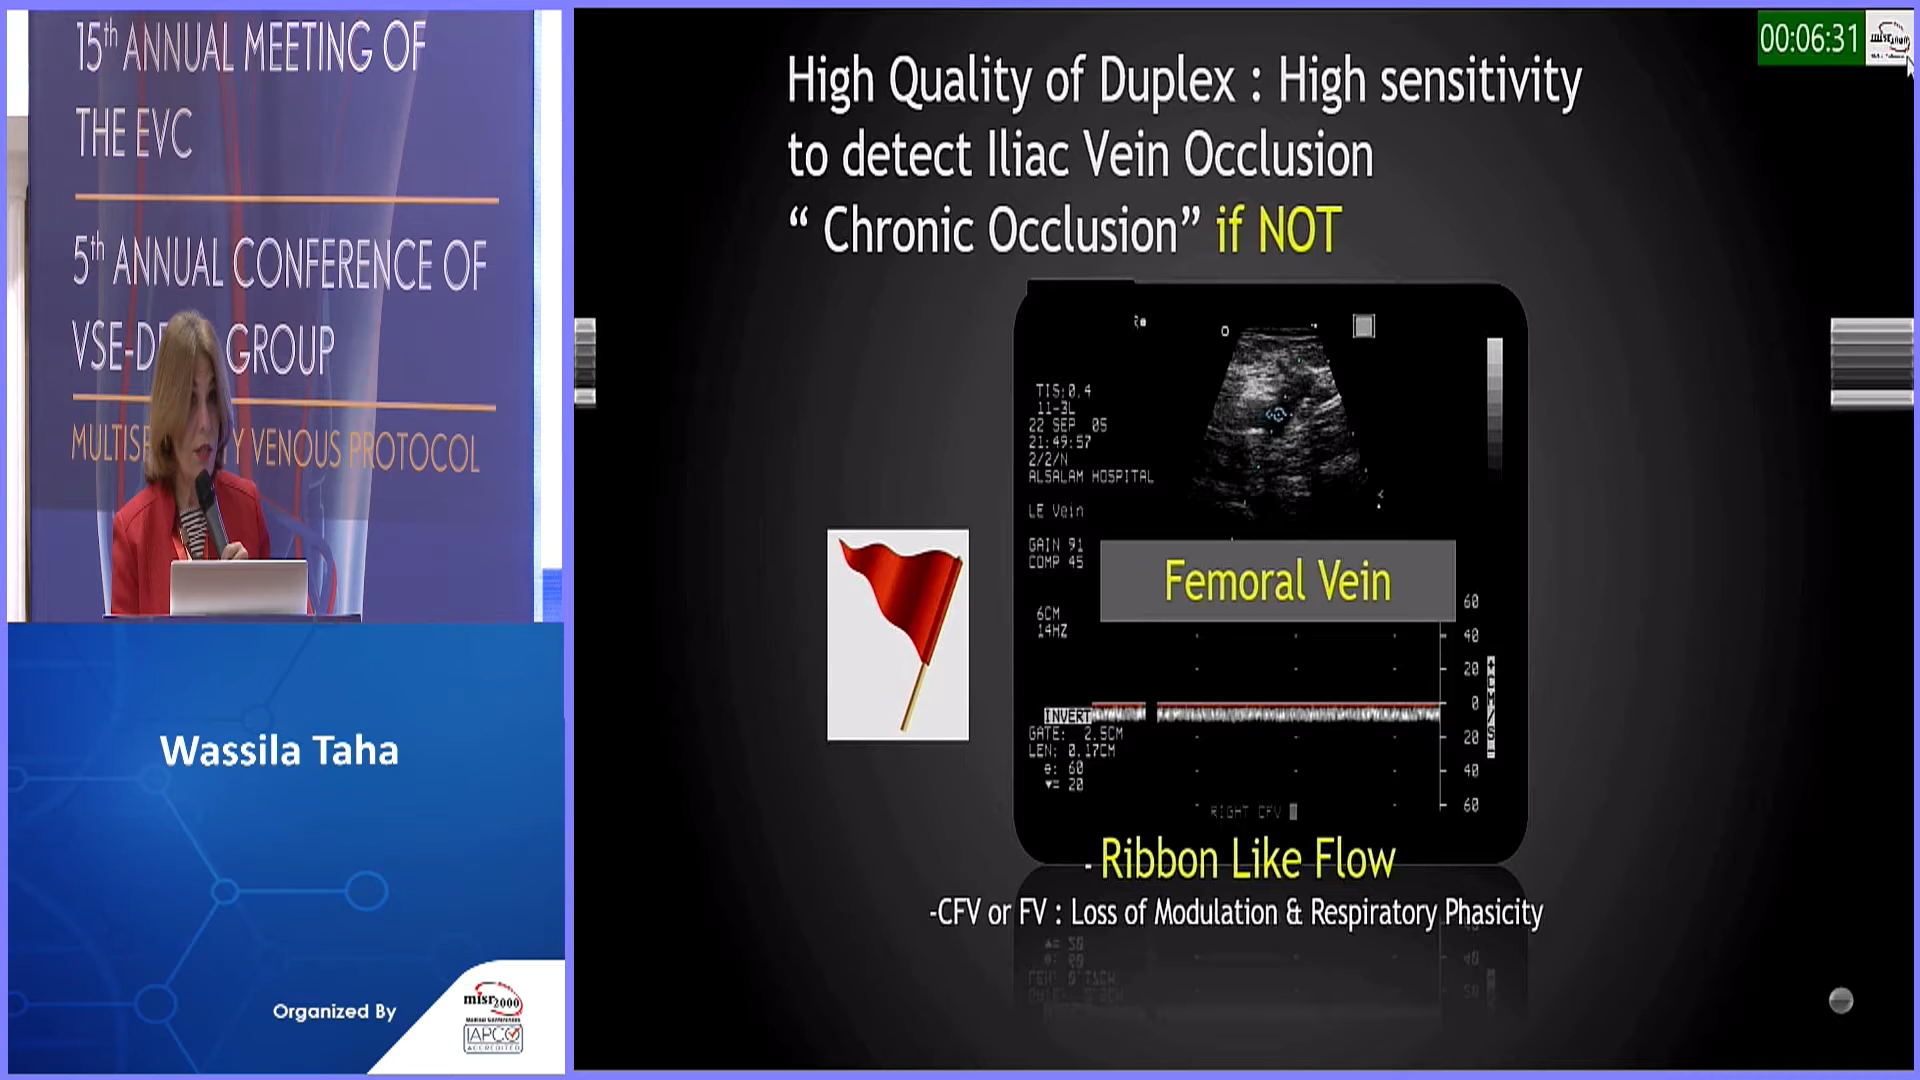 15th ANNUAL MEETING OF
THE EVC
5th ANNUAL CONFERENCE OF
GROUP
VENOUS PROTOCOL
Wassila Taha
Organized By
misr2000
Medical Conferences
IAPCO
ACCREDITED
00:06:31
High Quality of Duplex : High sensitivity
to detect Iliac Vein Occlusion
“ Chronic Occlusion” if NOT
TIS:0.4
11-3L
22 SEP 05
21:49:57
2/2/N
ALSALAM HOSPITAL
LE Vein
GAIN 91
COMP 45
Femoral Vein
6CM
14HZ
60
40
20
0
20
40
60
INVERT
GATE: 2.5CM
LEN: 0.17CM
θ: 60
▼= 20
RIGHT CFV
- Ribbon Like Flow
-CFV or FV : Loss of Modulation & Respiratory Phasicity